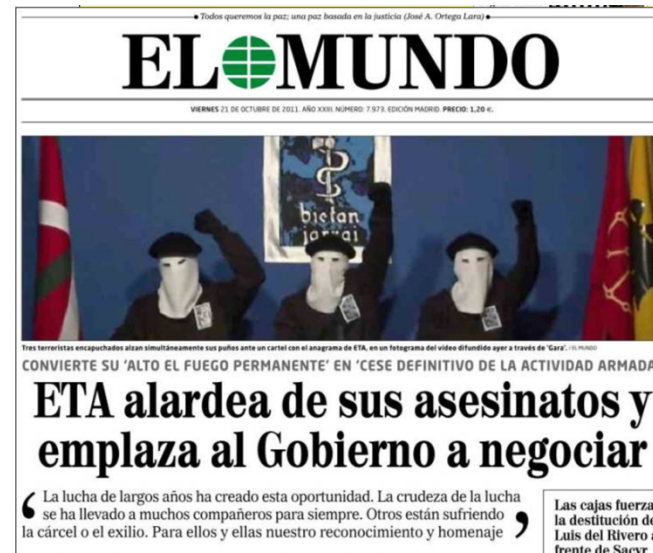 • Todos queremos la paz; una paz basada en la justicia (José A. Ortega Lara) •
EL MUNDO
VIERNES 21 DE OCTUBRE DE 2011. AÑO XXIII. NÚMERO: 7.973. EDICIÓN MADRID. PRECIO: 1,20 €.
bietan
jarrai
Tres terroristas encapuchados alzan simultáneamente sus puños ante un cartel con el anagrama de ETA, en un fotograma del vídeo difundido ayer a través de 'Gara'. / EL MUNDO
CONVIERTE SU 'ALTO EL FUEGO PERMANENTE' EN 'CESE DEFINITIVO DE LA ACTIVIDAD ARMADA
ETA alardea de sus asesinatos y
emplaza al Gobierno a negociar
‘ La lucha de largos años ha creado esta oportunidad. La crudeza de la lucha
se ha llevado a muchos compañeros para siempre. Otros están sufriendo
la cárcel o el exilio. Para ellos y ellas nuestro reconocimiento y homenaje ’
Las cajas fuerza
la destitución de
Luis del Rivero a
frente de Sacyr